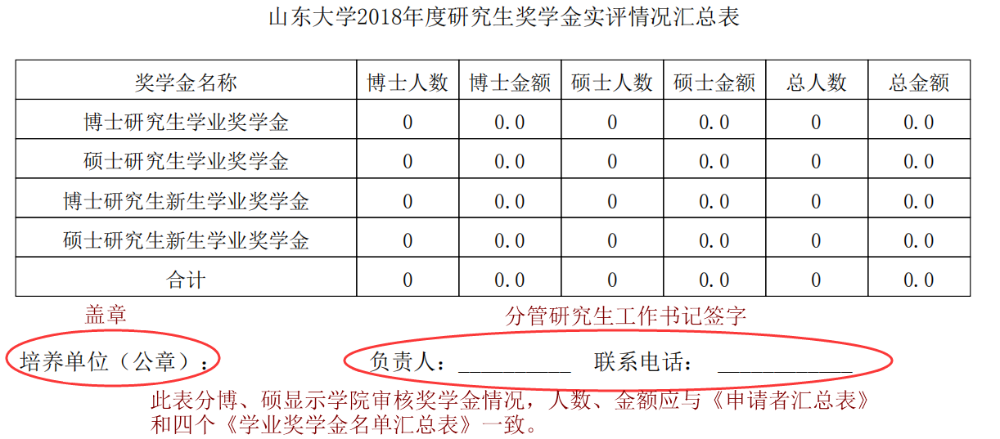 山东大学2018年度研究生奖学金实评情况汇总表
奖学金名称 博士人数 博士金额 硕士人数 硕士金额 总人数 总金额
博士研究生学业奖学金 0 0.0 0 0.0 0 0.0
硕士研究生学业奖学金 0 0.0 0 0.0 0 0.0
博士研究生新生学业奖学金 0 0.0 0 0.0 0 0.0
硕士研究生新生学业奖学金 0 0.0 0 0.0 0 0.0
合计 0 0.0 0 0.0 0 0.0
盖章 分管研究生工作书记签字
培养单位（公章）： 负责人：__________ 联系电话： ____________
此表分博、硕显示学院审核奖学金情况，人数、金额应与《申请者汇总表》
和四个《学业奖学金名单汇总表》一致。